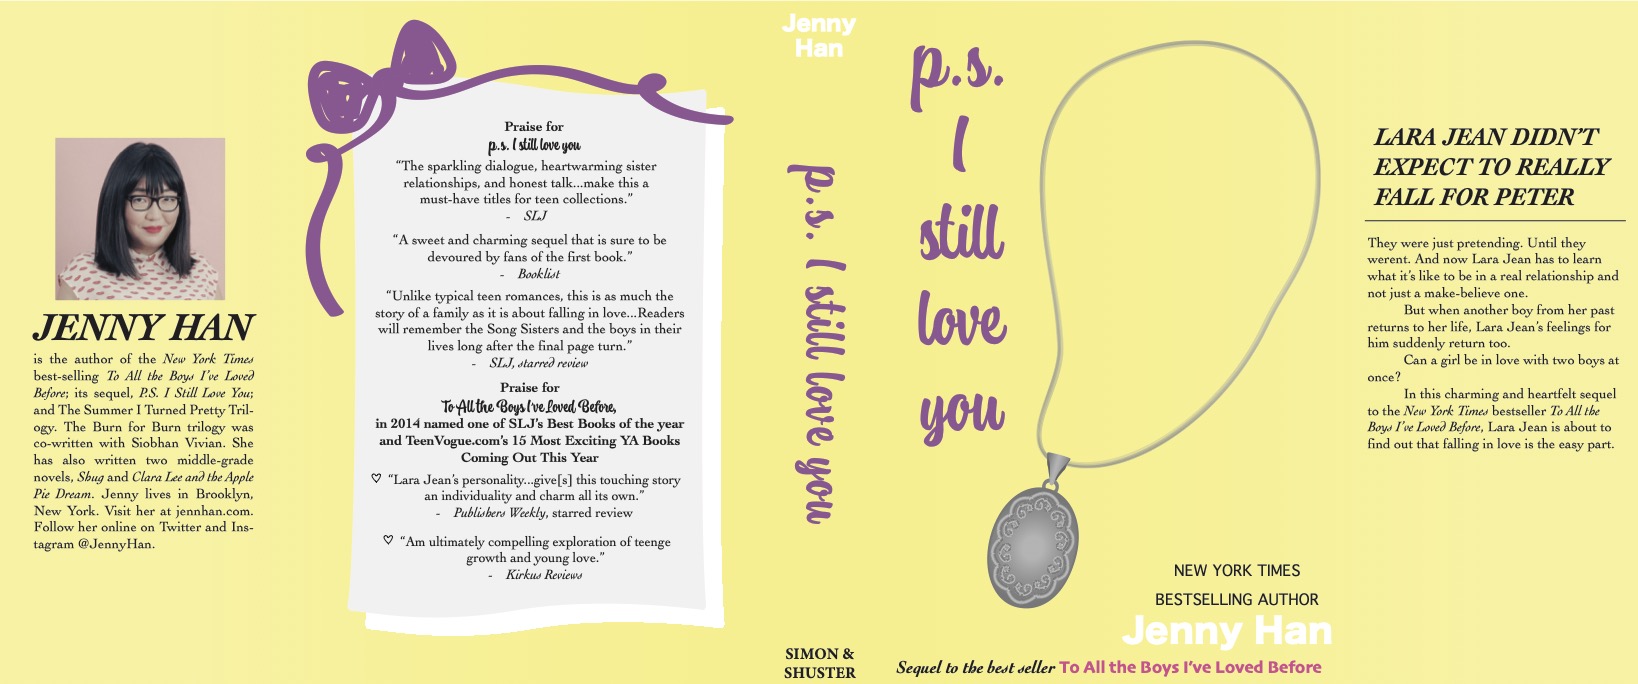 JENNY HAN
is the author of the New York Times
best-selling To All the Boys I've Loved
Before; its sequel, P.S. I Still Love You;
and The Summer I Turned Pretty Tril-
ogy. The Burn for Burn trilogy was
co-written with Siobhan Vivian. She
has also written two middle-grade
novels, Shug and Clara Lee and the Apple
Pie Dream. Jenny lives in Brooklyn,
New York. Visit her at jennhan.com.
Follow her online on Twitter and Ins-
tagram @JennyHan.
Praise for
p.s. I still love you
“The sparkling dialogue, heartwarming sister
relationships, and honest talk...make this a
must-have titles for teen collections.”
- SLJ
“A sweet and charming sequel that is sure to be
devoured by fans of the first book.”
- Booklist
“Unlike typical teen romances, this is as much the
story of a family as it is about falling in love...Readers
will remember the Song Sisters and the boys in their
lives long after the final page turn.”
- SLJ, starred review
Praise for
To All the Boys I've Loved Before,
in 2014 named one of SLJ's Best Books of the year
and TeenVogue.com's 15 Most Exciting YA Books
Coming Out This Year
♡ “Lara Jean's personality...give[s] this touching story
an individuality and charm all its own.”
- Publishers Weekly, starred review
♡ “Am ultimately compelling exploration of teenge
growth and young love.”
- Kirkus Reviews
Jenny
Han
p.s. I still love you
SIMON &
SHUSTER
p.s.
I
still
love
you
NEW YORK TIMES
BESTSELLING AUTHOR
Jenny Han
Sequel to the best seller To All the Boys I've Loved Before
LARA JEAN DIDN'T
EXPECT TO REALLY
FALL FOR PETER
They were just pretending. Until they
werent. And now Lara Jean has to learn
what it's like to be in a real relationship and
not just a make-believe one.
But when another boy from her past
returns to her life, Lara Jean's feelings for
him suddenly return too.
Can a girl be in love with two boys at
once?
In this charming and heartfelt sequel
to the New York Times bestseller To All the
Boys I've Loved Before, Lara Jean is about to
find out that falling in love is the easy part.